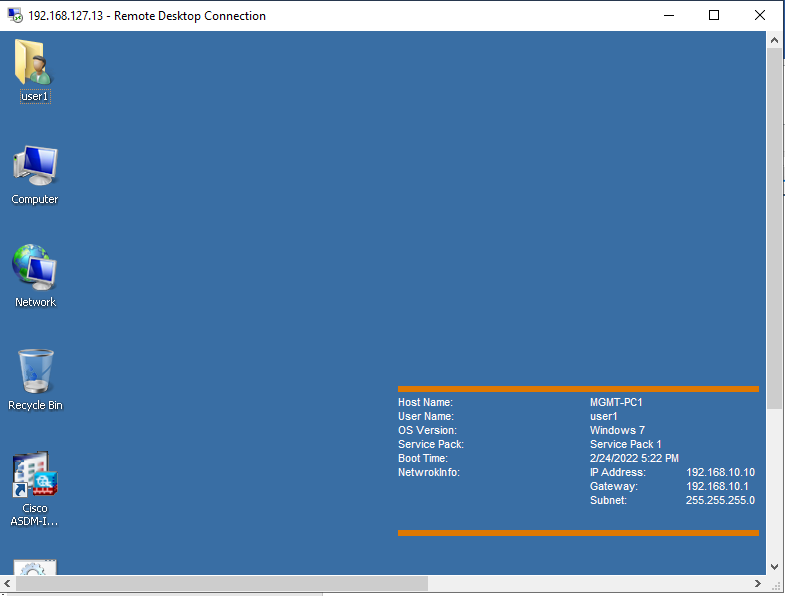 192.168.127.13 - Remote Desktop Connection
user1
Computer
Network
Recycle Bin
Cisco
ASDM-I...
Host Name: MGMT-PC1
User Name: user1
OS Version: Windows 7
Service Pack: Service Pack 1
Boot Time: 2/24/2022 5:22 PM
NetwrokInfo: IP Address: 192.168.10.10
Gateway: 192.168.10.1
Subnet: 255.255.255.0